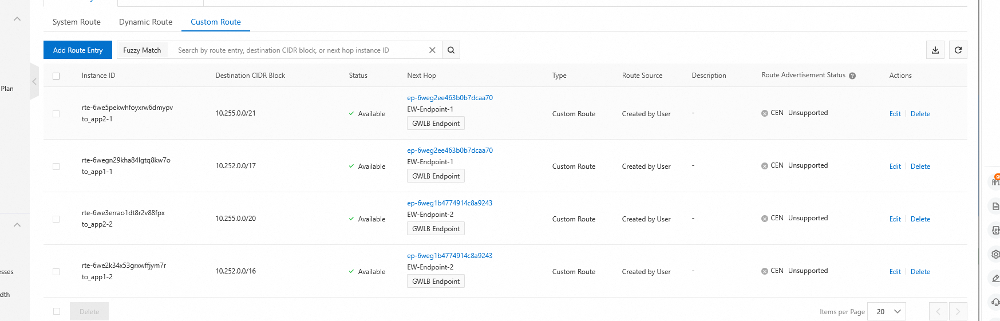 System Route Dynamic Route Custom Route
Add Route Entry Fuzzy Match Search by route entry, destination CIDR block, or next hop instance ID
Instance ID Destination CIDR Block Status Next Hop Type Route Source Description Route Advertisement Status ? Actions
Plan
rte-6we5pekwhfoyxrw6dmypv
to_app2-1
10.255.0.0/21
Available
ep-6weg2ee463b0b7dcaa70
EW-Endpoint-1
GWLB Endpoint
Custom Route
Created by User
-
CEN Unsupported
Edit Delete
rte-6wegn29kha84lgtq8kw7o
to_app1-1
10.252.0.0/17
Available
ep-6weg2ee463b0b7dcaa70
EW-Endpoint-1
GWLB Endpoint
Custom Route
Created by User
-
CEN Unsupported
Edit Delete
rte-6we3errao1dt8r2v88fpx
to_app2-2
10.255.0.0/20
Available
ep-6weg1b4774914c8a9243
EW-Endpoint-2
GWLB Endpoint
Custom Route
Created by User
-
CEN Unsupported
Edit Delete
rte-6we2k34x53grxwffjym7r
to_app1-2
10.252.0.0/16
Available
ep-6weg1b4774914c8a9243
EW-Endpoint-2
GWLB Endpoint
Custom Route
Created by User
-
CEN Unsupported
Edit Delete
esses
dth
Delete
Items per Page 20